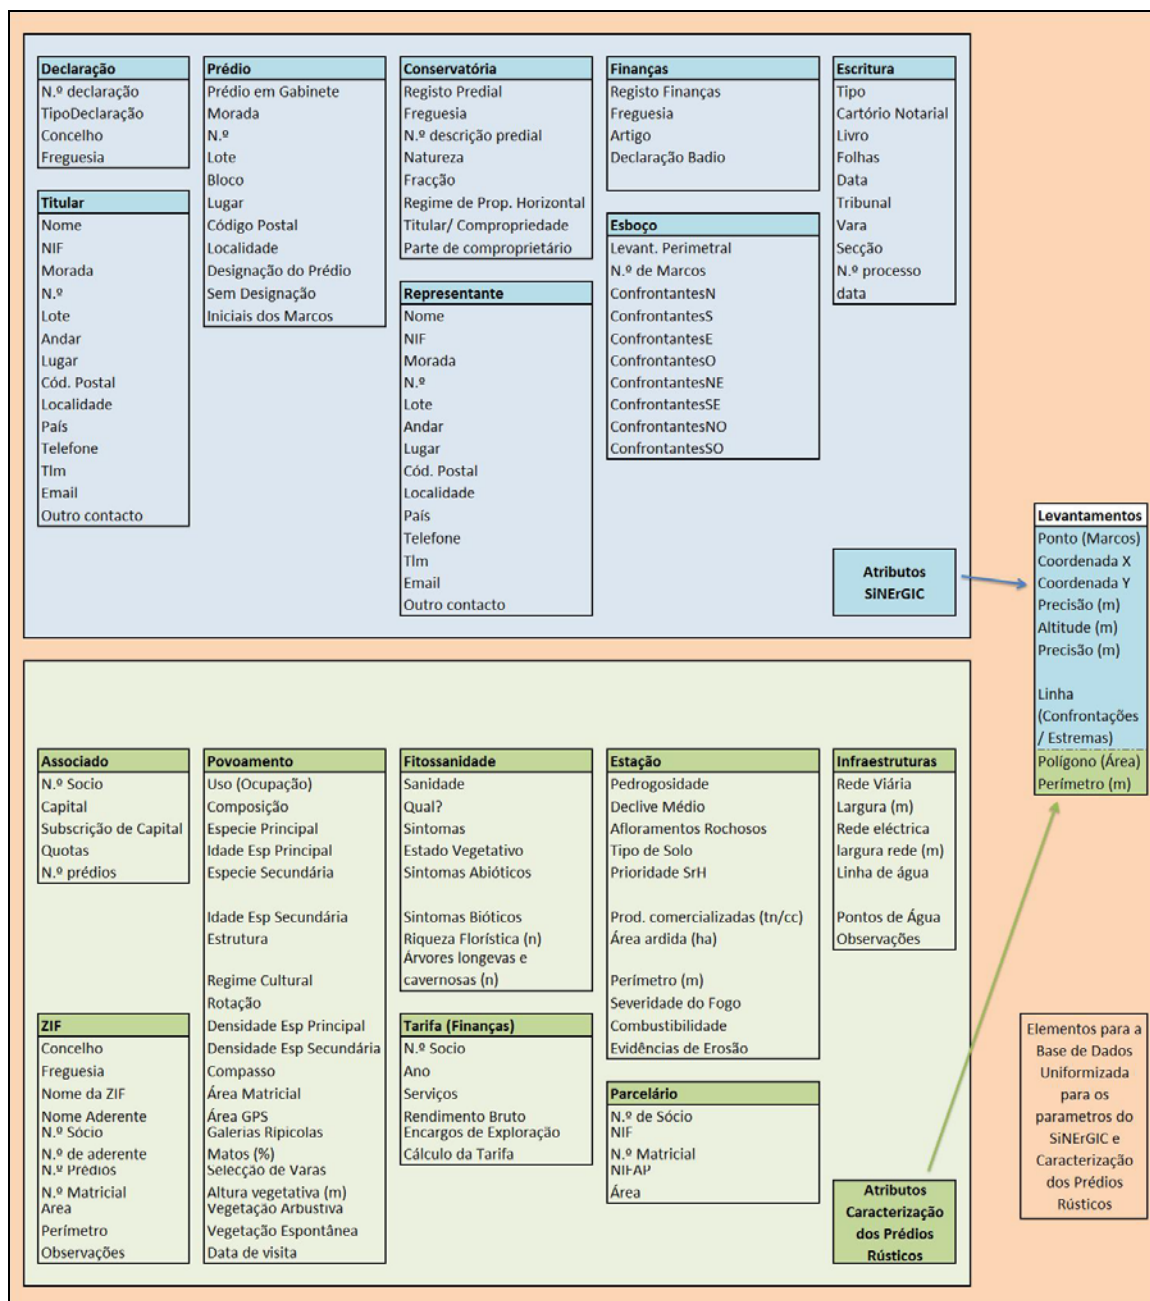 Declaração
N.º declaração
TipoDeclaração
Concelho
Freguesia
Titular
Nome
NIF
Morada
N.º
Lote
Andar
Lugar
Cód. Postal
Localidade
País
Telefone
Tlm
Email
Outro contacto
Prédio
Prédio em Gabinete
Morada
N.º
Lote
Bloco
Lugar
Código Postal
Localidade
Designação do Prédio
Sem Designação
Iniciais dos Marcos
Conservatória
Registo Predial
Freguesia
N.º descrição predial
Natureza
Fracção
Regime de Prop. Horizontal
Titular/ Compropriedade
Parte de comproprietário
Representante
Nome
NIF
Morada
N.º
Lote
Andar
Lugar
Cód. Postal
Localidade
País
Telefone
Tlm
Email
Outro contacto
Finanças
Registo Finanças
Freguesia
Artigo
Declaração Badio
Esboço
Levant. Perimetral
N.º de Marcos
ConfrontantesN
ConfrontantesS
ConfrontantesE
ConfrontantesO
ConfrontantesNE
ConfrontantesSE
ConfrontantesNO
ConfrontantesSO
Escritura
Tipo
Cartório Notarial
Livro
Folhas
Data
Tribunal
Vara
Secção
N.º processo
data
Atributos
SiNErGIC
Levantamentos
Ponto (Marcos)
Coordenada X
Coordenada Y
Precisão (m)
Altitude (m)
Precisão (m)
Linha
(Confrontações
/ Estremas)
Polígono (Área)
Perímetro (m)
Associado
N.º Socio
Capital
Subscrição de Capital
Quotas
N.º prédios
ZIF
Concelho
Freguesia
Nome da ZIF
Nome Aderente
N.º Sócio
N.º de aderente
N.º Prédios
N.º Matricial
Area
Perímetro
Observações
Povoamento
Uso (Ocupação)
Composição
Especie Principal
Idade Esp Principal
Especie Secundária
Idade Esp Secundária
Estrutura
Regime Cultural
Rotação
Densidade Esp Principal
Densidade Esp Secundária
Compasso
Área Matricial
Área GPS
Galerias Ripicolas
Matos (%)
Selecção de Varas
Altura vegetativa (m)
Vegetação Arbustiva
Vegetação Espontânea
Data de visita
Fitossanidade
Sanidade
Qual?
Sintomas
Estado Vegetativo
Sintomas Abióticos
Sintomas Bióticos
Riqueza Florística (n)
Árvores longevas e
cavernosas (n)
Tarifa (Finanças)
N.º Socio
Ano
Serviços
Rendimento Bruto
Encargos de Exploração
Cálculo da Tarifa
Estação
Pedrogosidade
Declive Médio
Afloramentos Rochosos
Tipo de Solo
Prioridade SrH
Prod. comercializadas (tn/cc)
Área ardida (ha)
Perímetro (m)
Severidade do Fogo
Combustibilidade
Evidências de Erosão
Parcelário
N.º de Sócio
NIF
N.º Matricial
NIFAP
Área
Infraestruturas
Rede Viária
Largura (m)
Rede eléctrica
largura rede (m)
Linha de água
Pontos de Água
Observações
Atributos
Caracterização
dos Prédios
Rústicos
Elementos para a
Base de Dados
Uniformizada
para os
parametros do
SiNErGIC e
Caracterização
dos Prédios
Rústicos